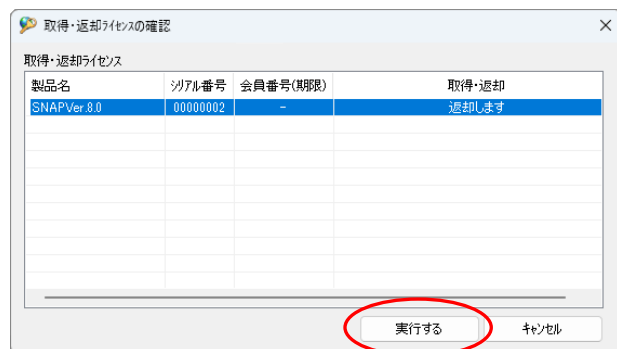 取得・返却ライセンスの確認
取得・返却ライセンス
製品名 シリアル番号 会員番号(期限) 取得・返却
SNAPVer.8.0 00000002 － 返却します
実行する キャンセル